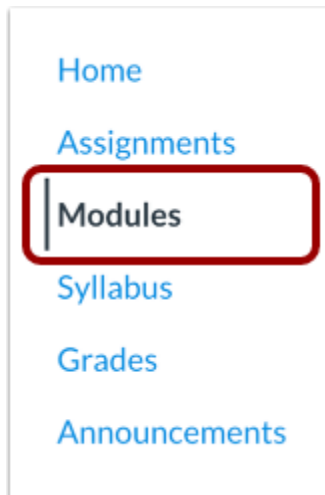 Home
Assignments
Modules
Syllabus
Grades
Announcements